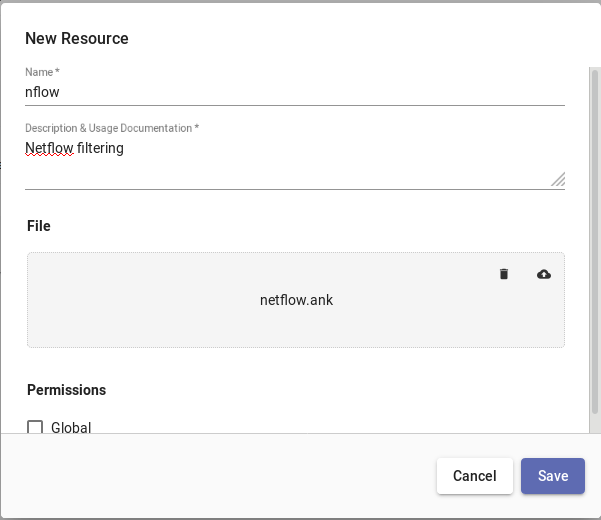 New Resource
Name *
nflow
Description & Usage Documentation *
Netflow filtering
File
netflow.ank
Permissions
Global
Cancel Save